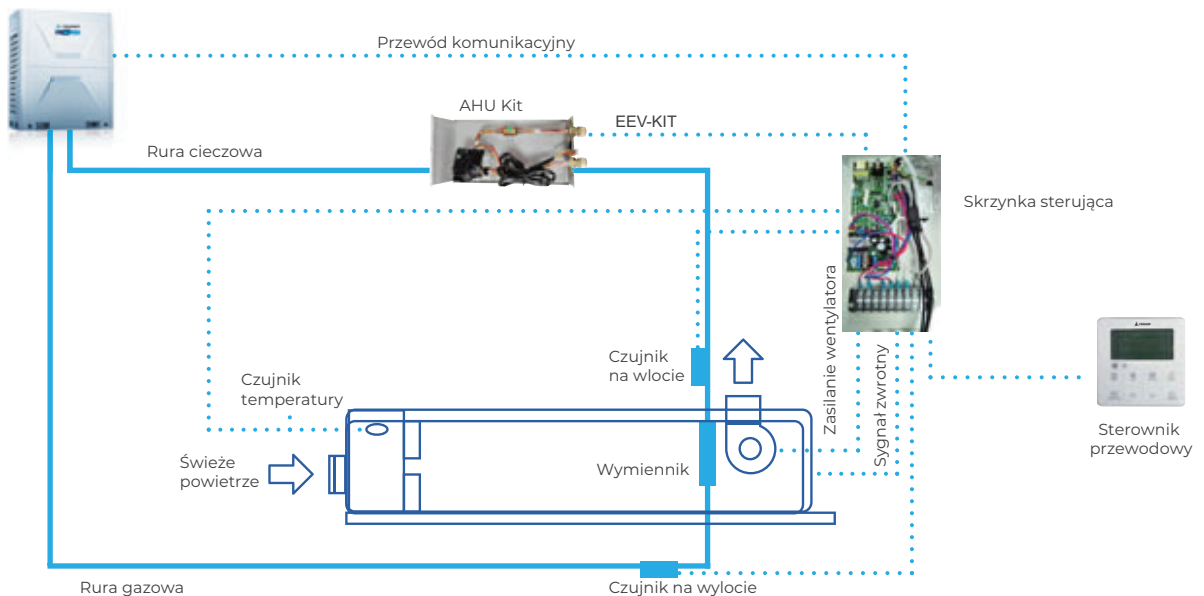 Przewód komunikacyjny
AHU Kit
EEV-KIT
Rura cieczowa
Skrzynka sterująca
Zasilanie wentylatora
Sygnał zwrotny
Czujnik
na wlocie
Czujnik
temperatury
Sterownik
przewodowy
Świeże
powietrze
Wymiennik
Rura gazowa
Czujnik na wylocie